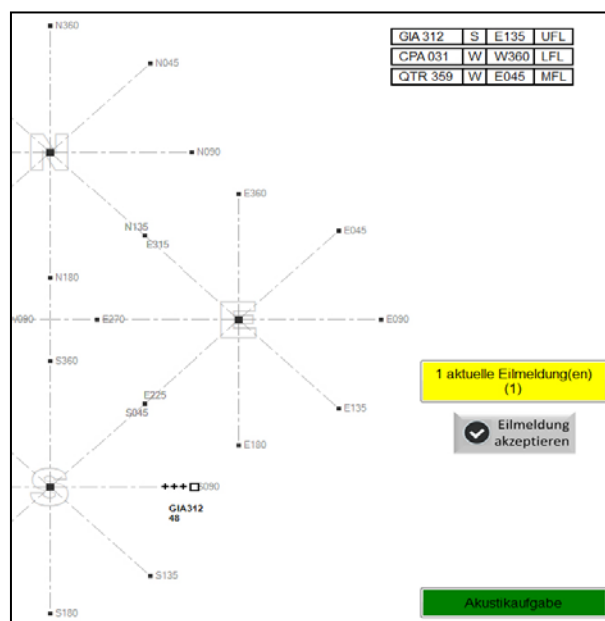 N360
GIA 312 S E135 UFL
CPA 031 W W360 LFL
QTR 359 W E045 MFL
N045
N
N090
E360
N135
E315
E045
N180
V090
E270
E
E090
S360
1 aktuelle Eilmeldung(en)
(1)
E225
S045
E135
Eilmeldung
akzeptieren
E180
S
S090
GIA312
48
S135
Akustikaufgabe
S180